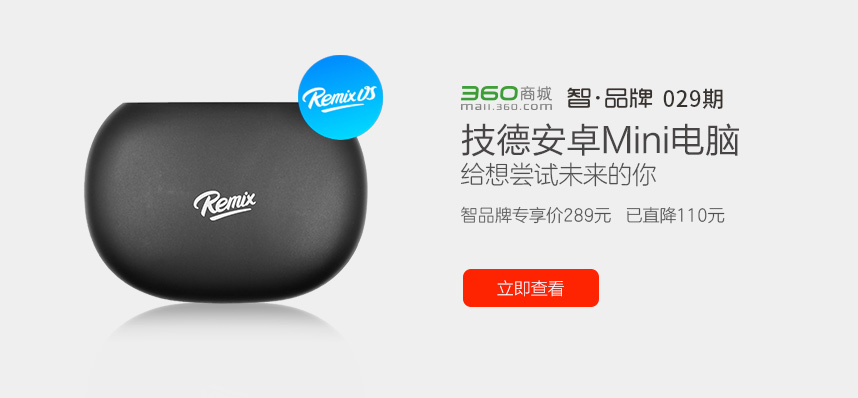 Remix OS
Remix
360商城 智·品牌 029期
mall.360.com
技德安卓Mini电脑
给想尝试未来的你
智品牌专享价289元 已直降110元
立即查看